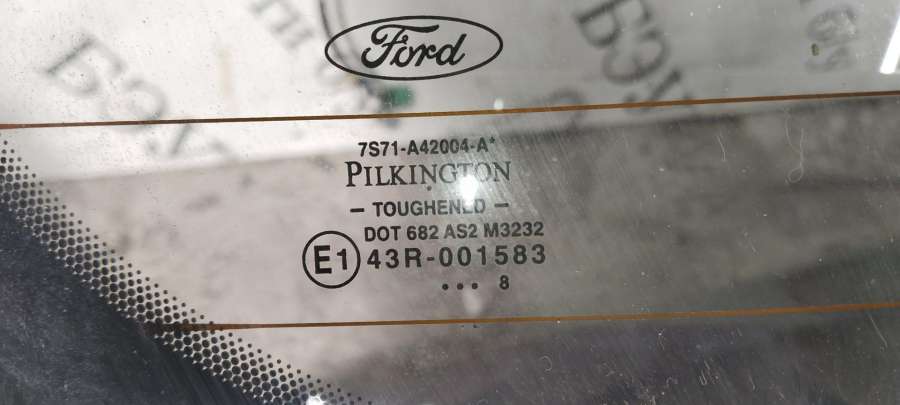 Ford
7S71-A42004-A*
PILKINGTON
- TOUGHENED -
DOT 682 AS2 M3232
E1 43R-001583
... 8